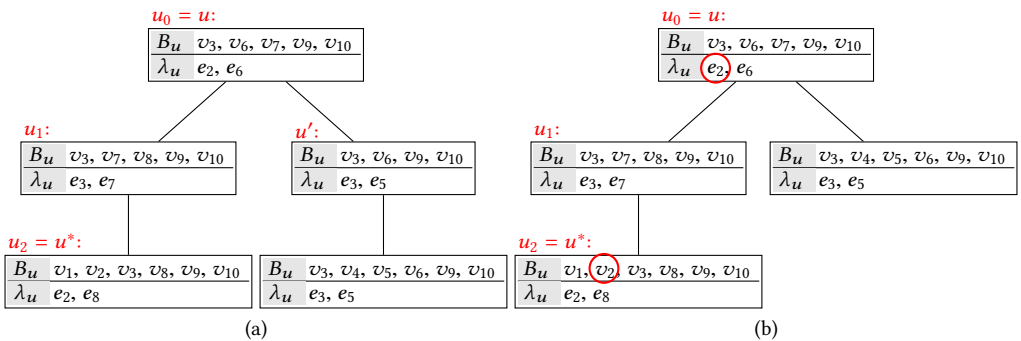 u₀ = u:
Bᵤ v₃, v₆, v₇, v₉, v₁₀
λᵤ e₂, e₆
u₁:
Bᵤ v₃, v₇, v₈, v₉, v₁₀
λᵤ e₃, e₇
u′:
Bᵤ v₃, v₆, v₉, v₁₀
λᵤ e₃, e₅
u₂ = u*:
Bᵤ v₁, v₂, v₃, v₈, v₉, v₁₀
λᵤ e₂, e₈
Bᵤ v₃, v₄, v₅, v₆, v₉, v₁₀
λᵤ e₃, e₅
(a)
u₀ = u:
Bᵤ v₃, v₆, v₇, v₉, v₁₀
λᵤ e₂, e₆
u₁:
Bᵤ v₃, v₇, v₈, v₉, v₁₀
λᵤ e₃, e₇
Bᵤ v₃, v₄, v₅, v₆, v₉, v₁₀
λᵤ e₃, e₅
u₂ = u*:
Bᵤ v₁, v₂, v₃, v₈, v₉, v₁₀
λᵤ e₂, e₈
(b)